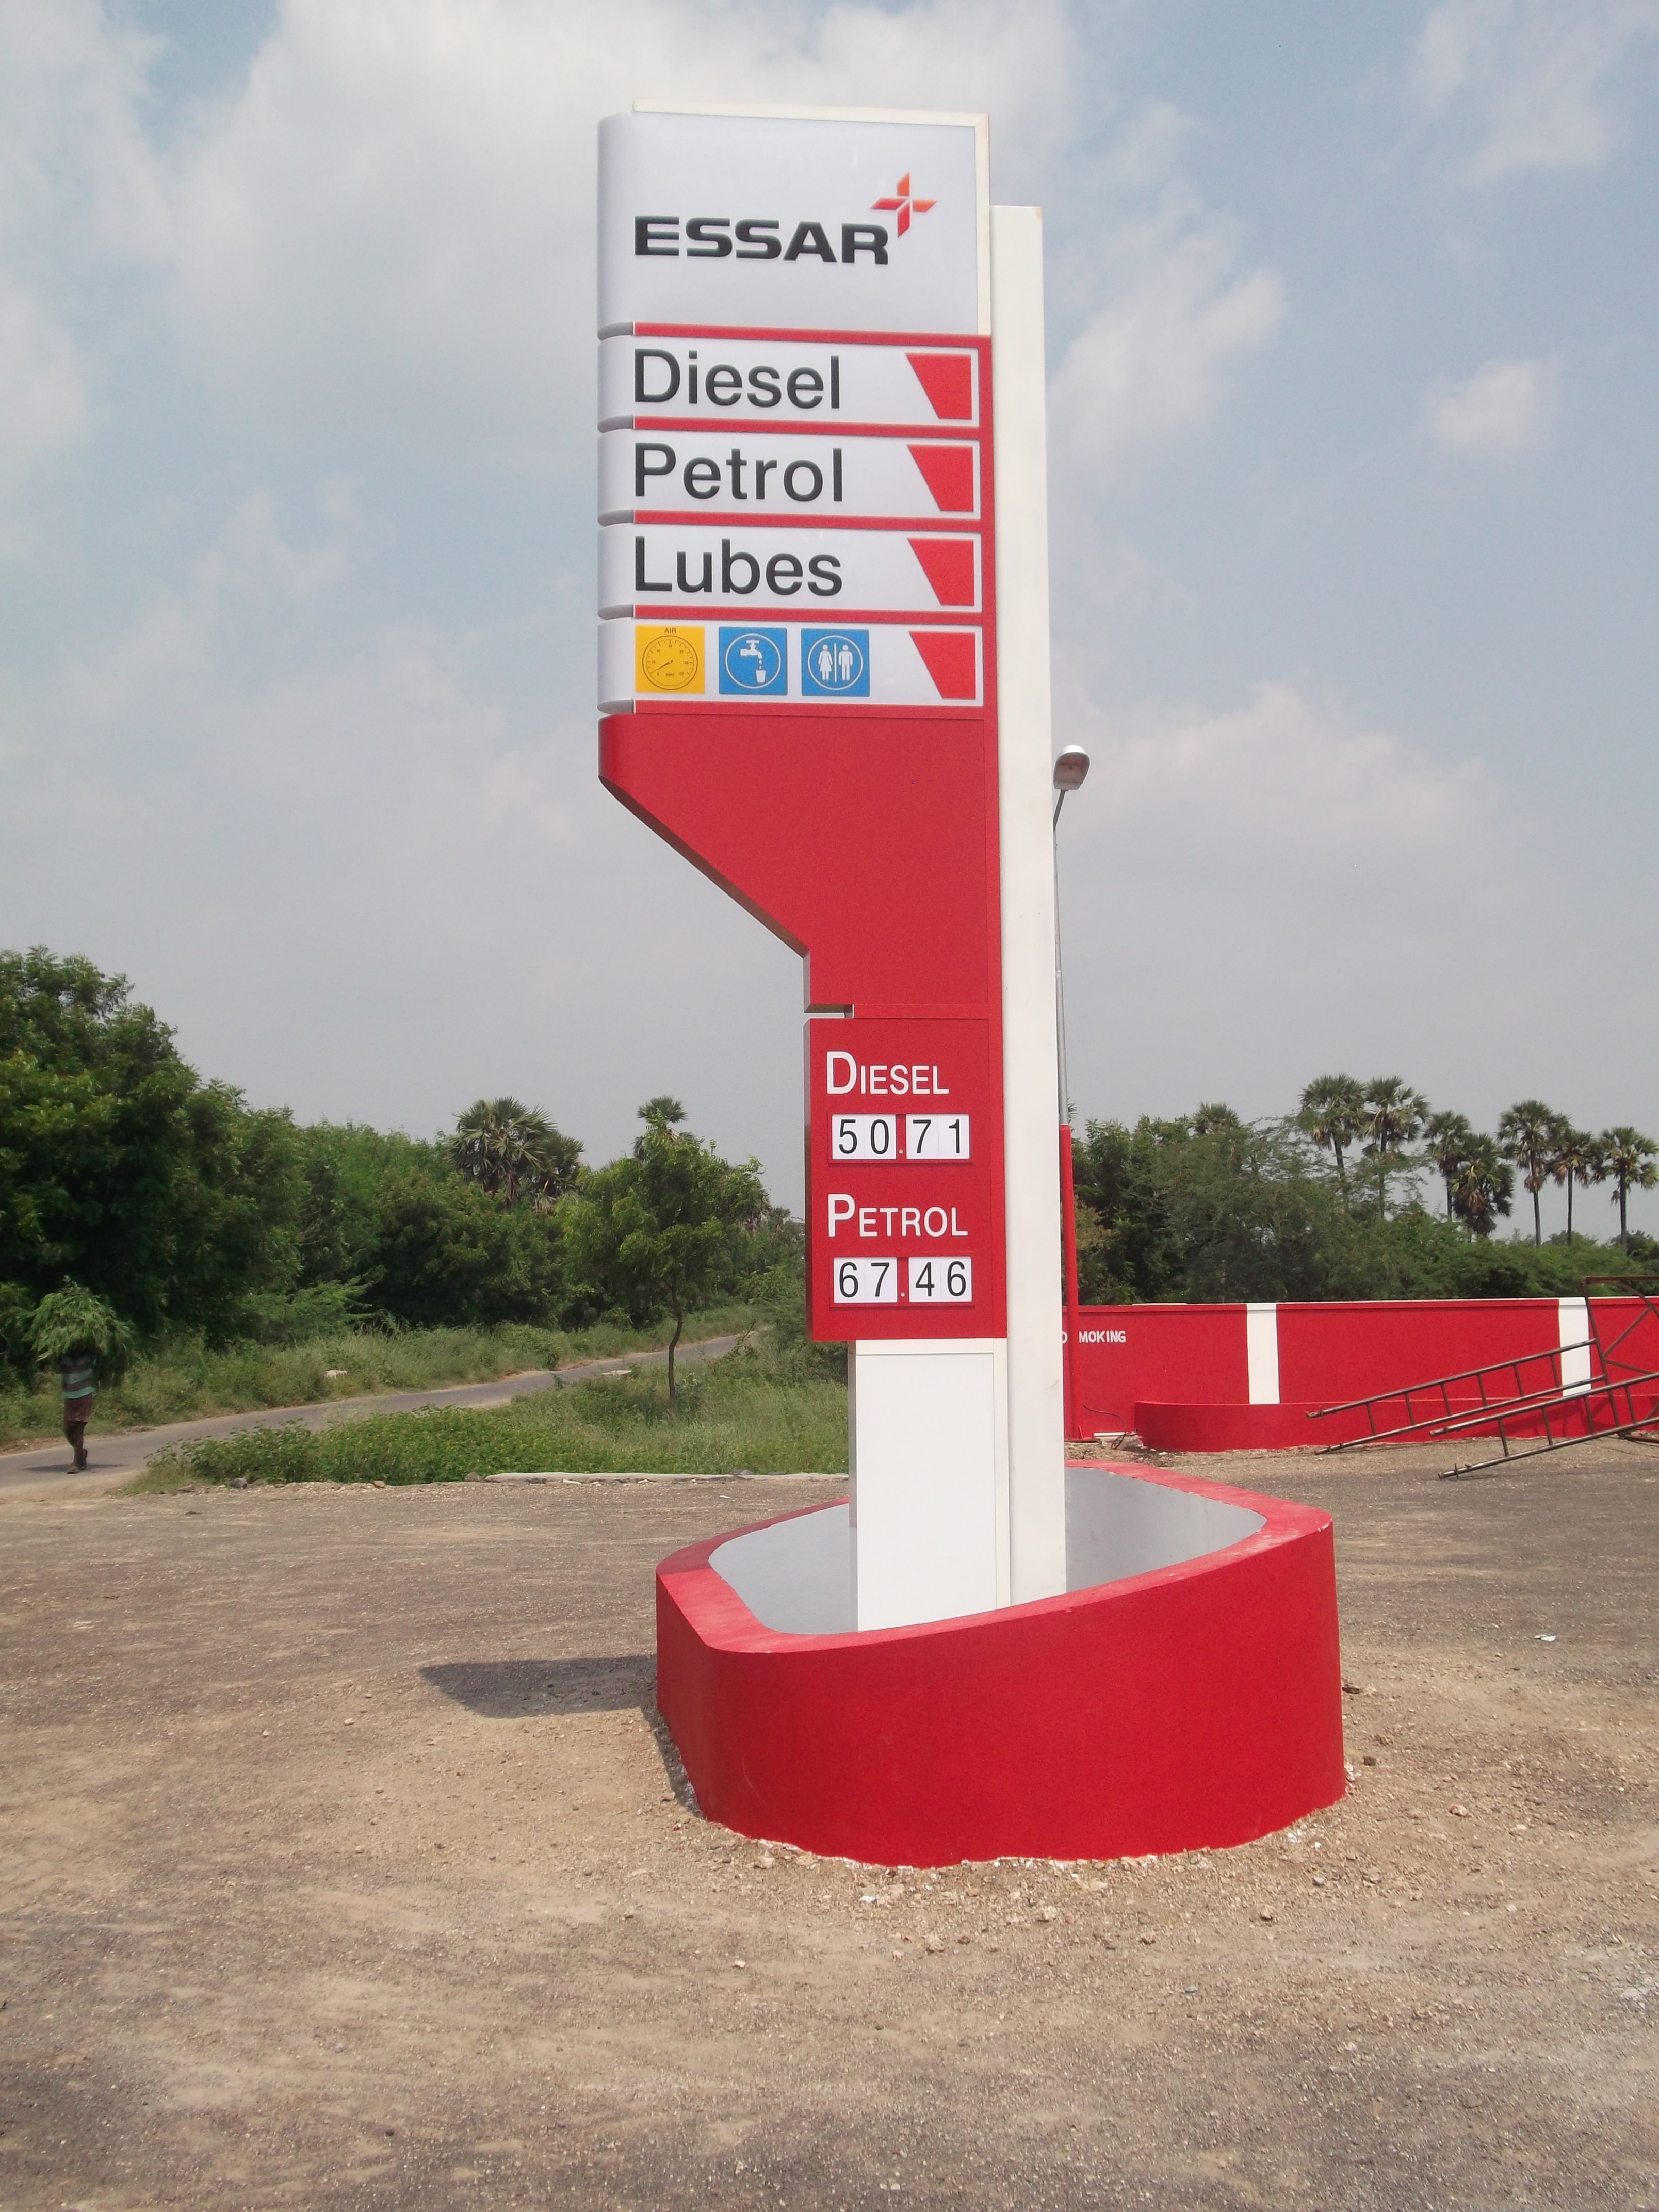 ESSAR
Diesel
Petrol
Lubes
AIR
DIESEL
50.71
PETROL
67.46
MOKING